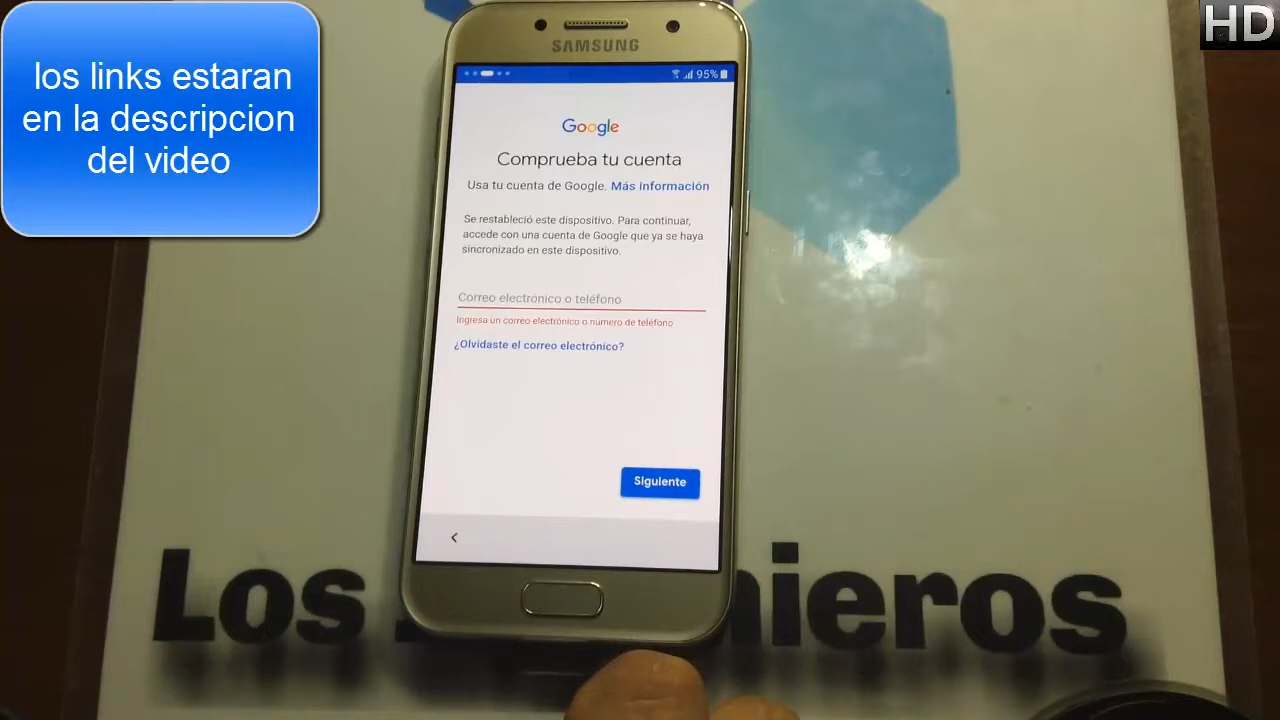 los links estaran
en la descripcion
del video
HD
SAMSUNG
95%
Google
Comprueba tu cuenta
Usa tu cuenta de Google. Más información
Se restableció este dispositivo. Para continuar,
accede con una cuenta de Google que ya se haya
sincronizado en este dispositivo.
Correo electrónico o teléfono
Ingresa un correo electrónico o número de teléfono
¿Olvidaste el correo electrónico?
Siguiente
Los